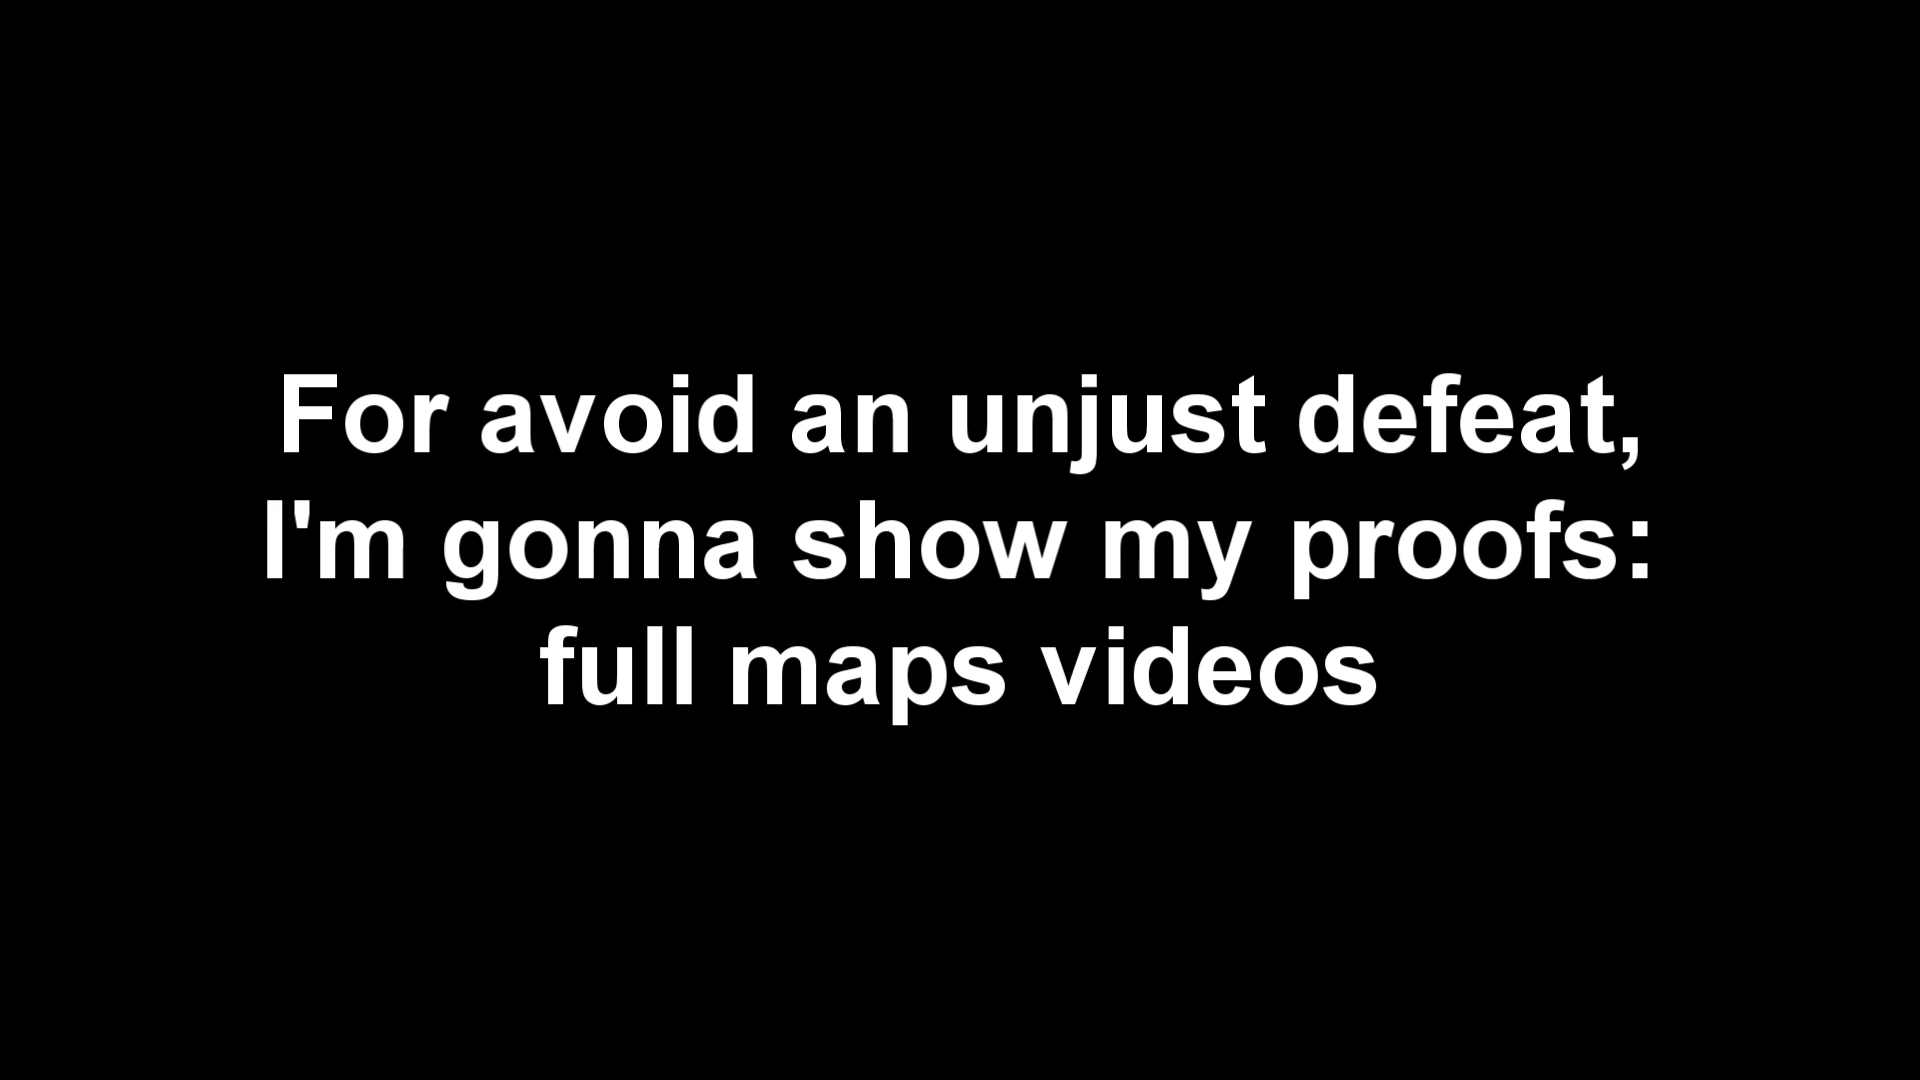 For avoid an unjust defeat,
I'm gonna show my proofs:
full maps videos